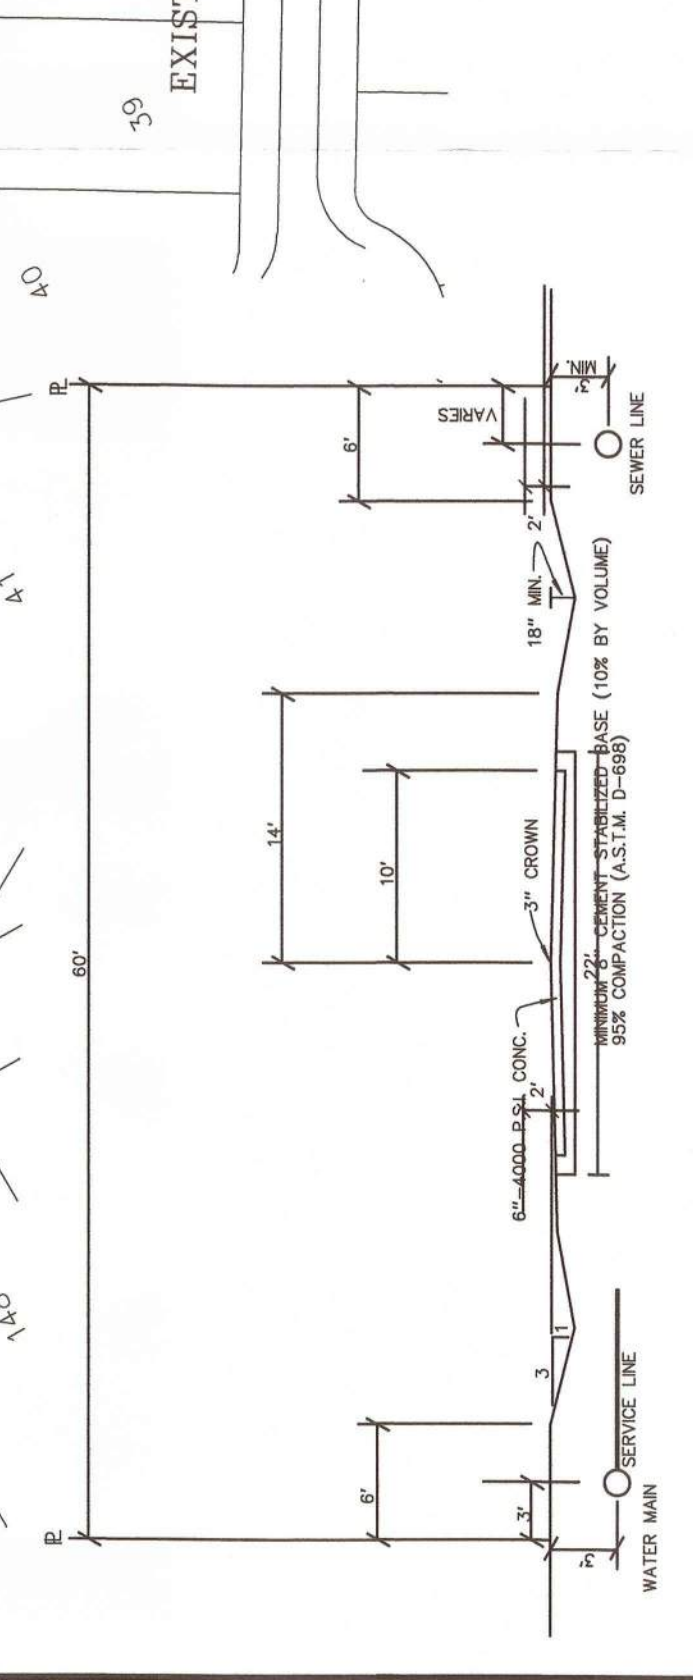 EXIST
39
40
41
140
PL
PL
60'
14'
10'
6'
6'
VARIES
3'
MIN.
3'
3'
2'
2'
18" MIN.
3" CROWN
6"-4000 P.S.I. CONC.
3
1
22'
MINIMUM 8" CEMENT STABILIZED BASE (10% BY VOLUME)
95% COMPACTION (A.S.T.M. D-698)
SEWER LINE
SERVICE LINE
WATER MAIN